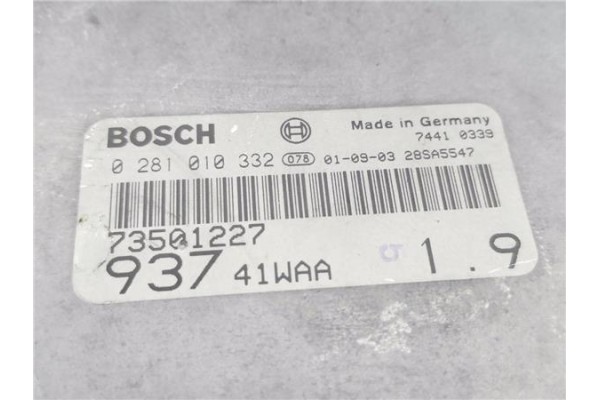 BOSCH Made in Germany
7441 0339
0 281 010 332 078 01-09-03 28SA5547
73501227
937 41WAA 1.9